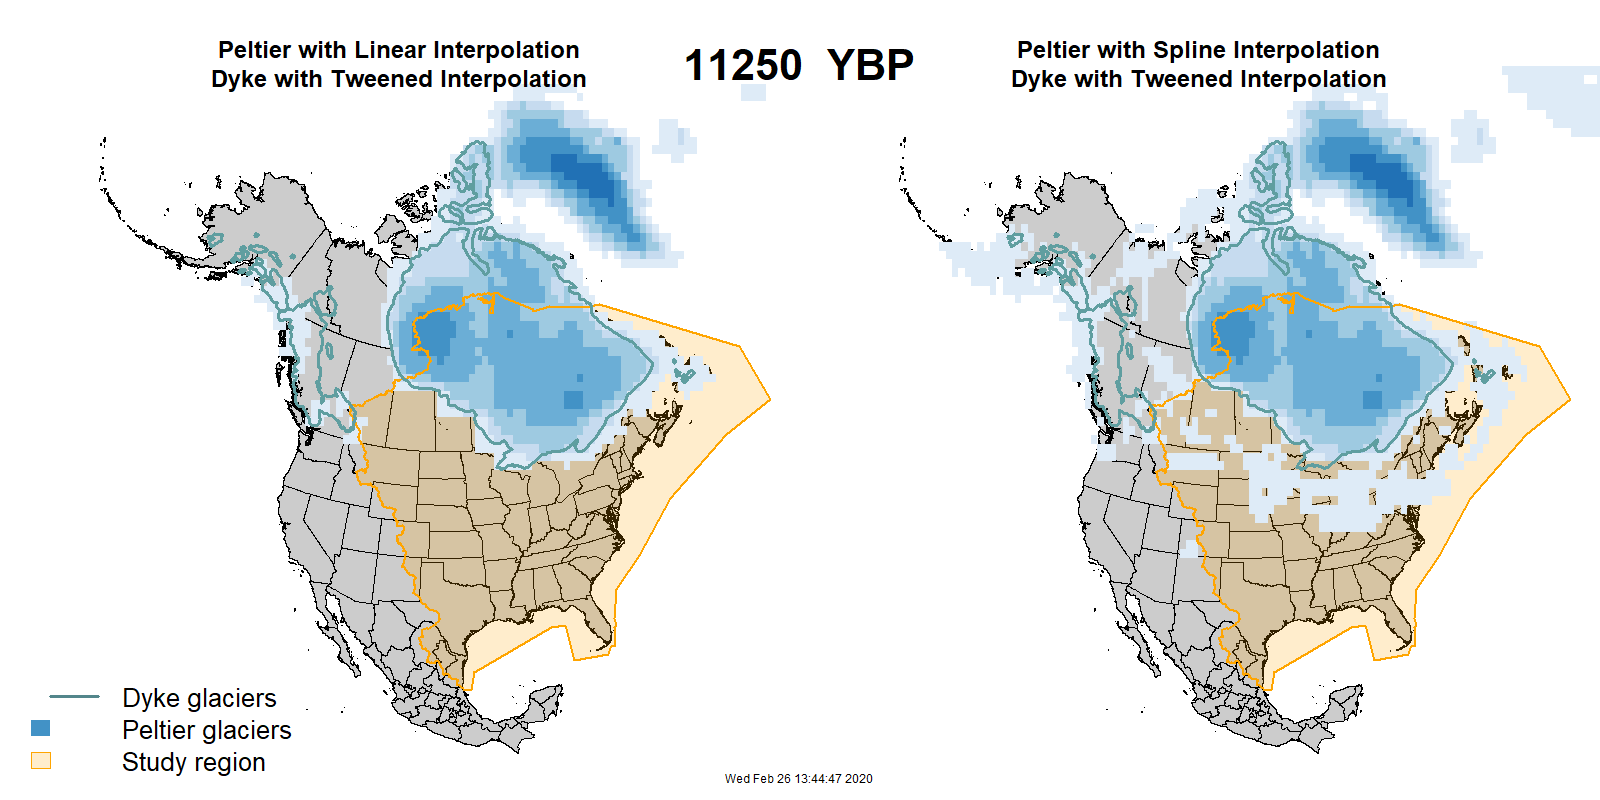 Peltier with Linear Interpolation
Dyke with Tweened Interpolation
11250 YBP
Peltier with Spline Interpolation
Dyke with Tweened Interpolation
Dyke glaciers
Peltier glaciers
Study region
Wed Feb 26 13:44:47 2020